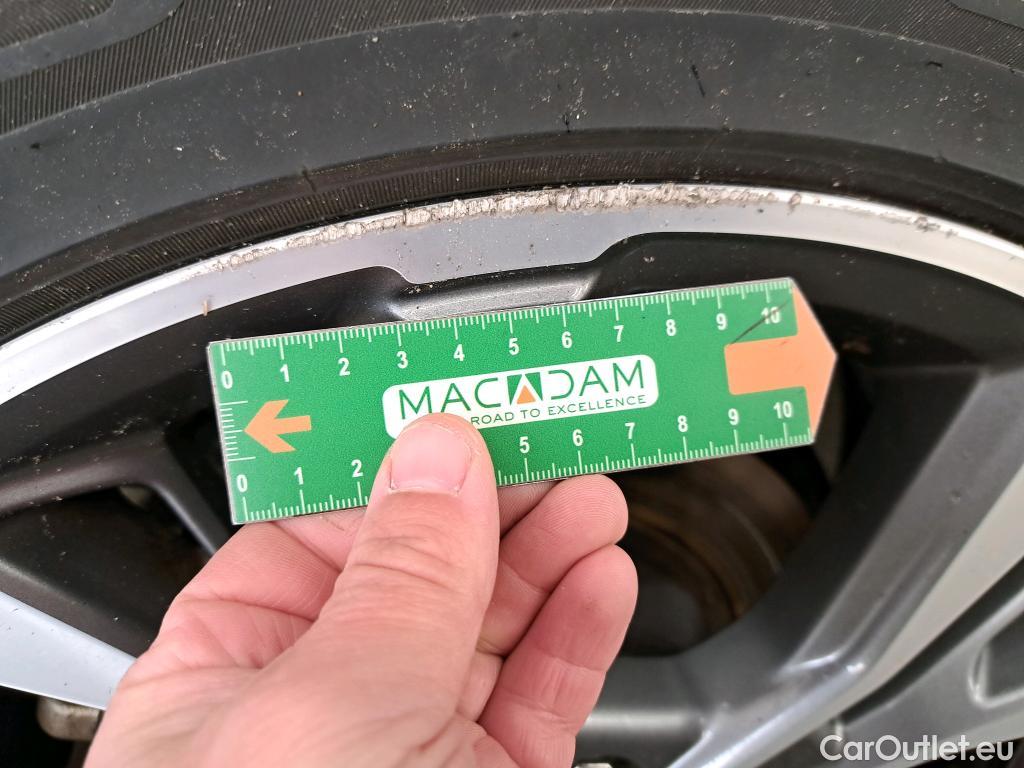 0 1 2 3 4 5 6 7 8 9 10
MACADAM
ROAD TO EXCELLENCE
0 1 2 5 6 7 8 9 10
CarOutlet.eu